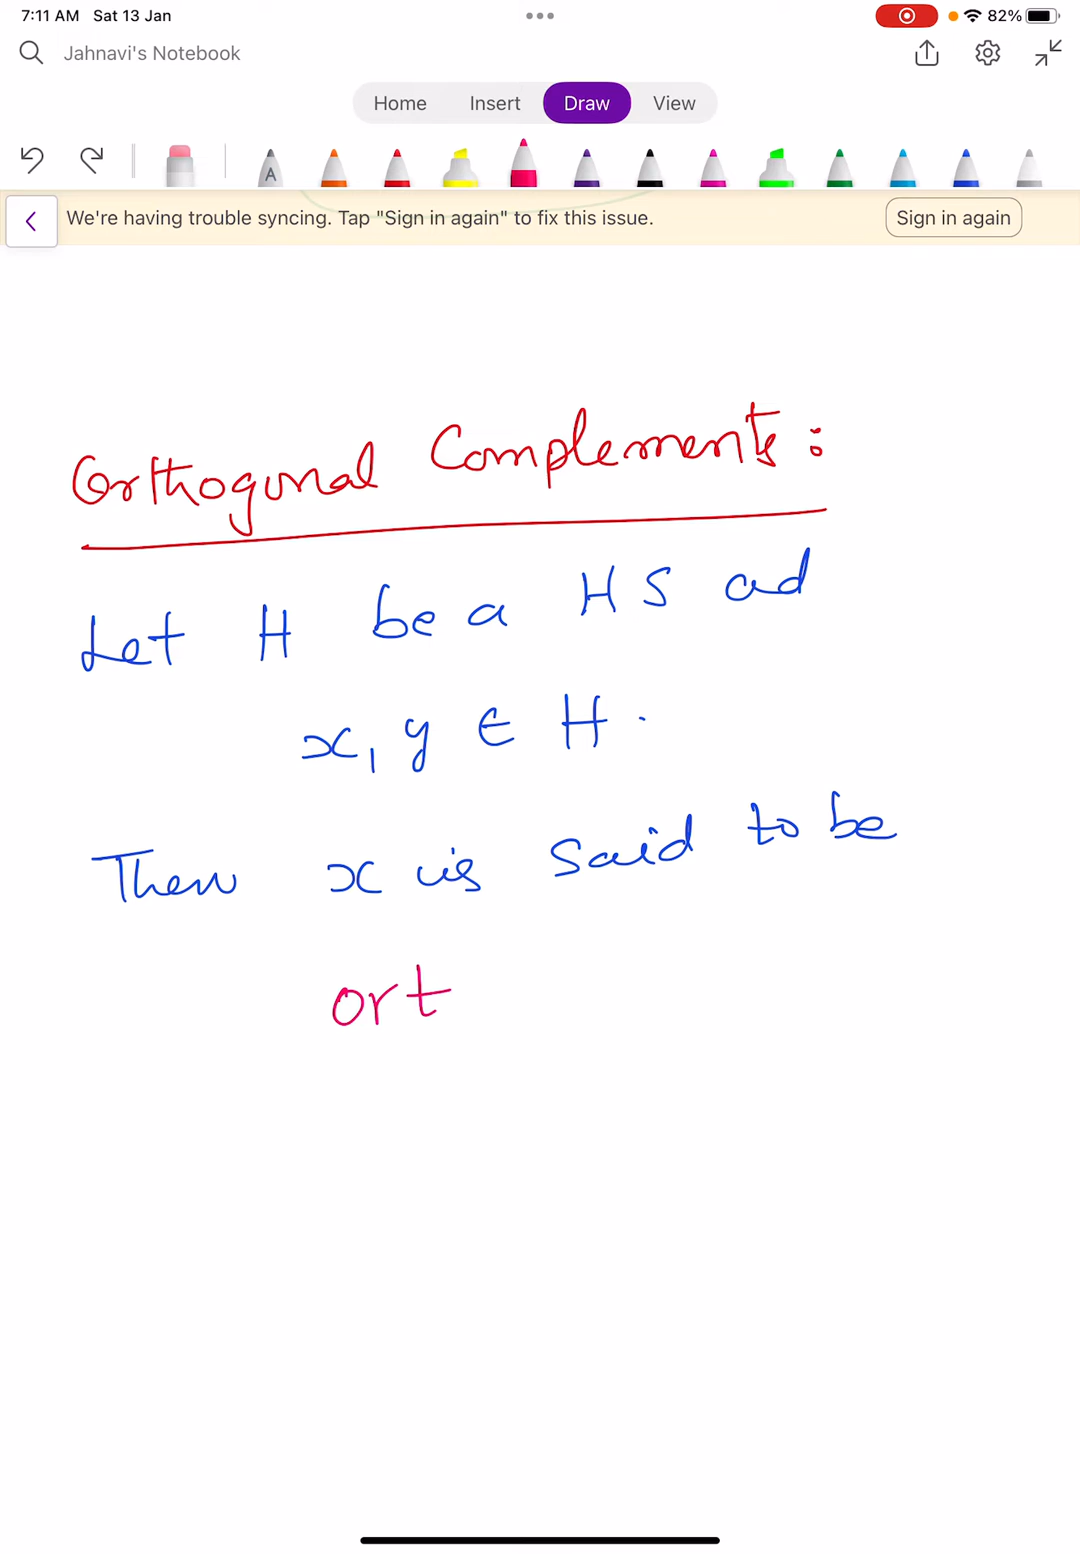 7:11 AM Sat 13 Jan
82%
Jahnavi's Notebook
Home Insert Draw View
A
We're having trouble syncing. Tap "Sign in again" to fix this issue.
Sign in again
Orthogonal Complements:
Let H be a HS ad
x, y ∈ H.
Then x is said to be
ort